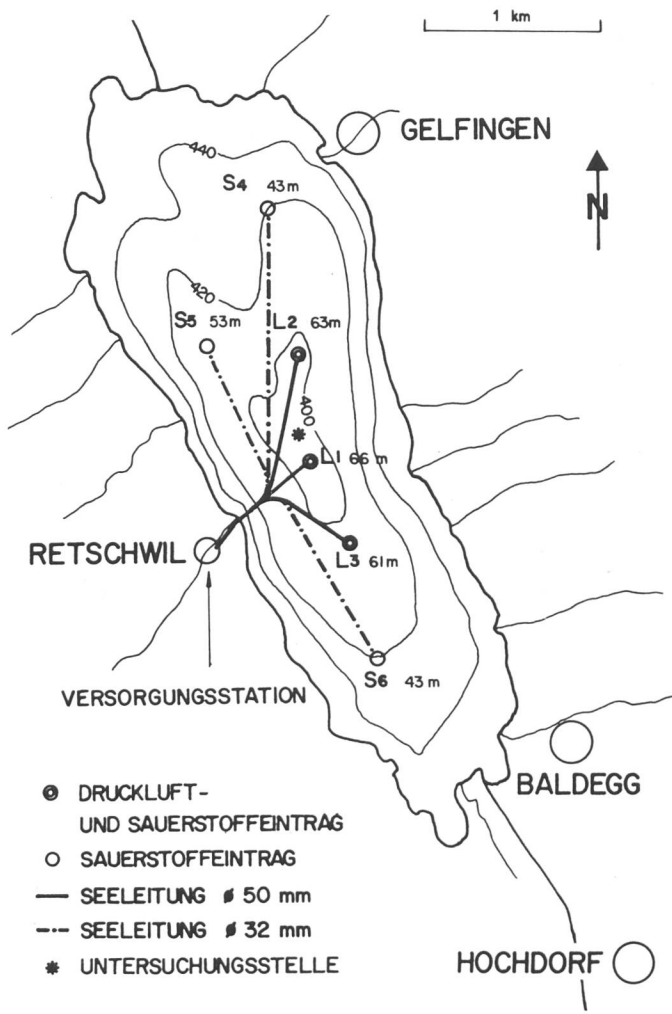 1 km
GELFINGEN
440
S4 43m
N
420
S5 53m
L2 63m
400
L1 66 m
RETSCHWIL
L3 61m
S6 43 m
VERSORGUNGSSTATION
BALDEGG
DRUCKLUFT-
UND SAUERSTOFFEINTRAG
SAUERSTOFFEINTRAG
SEELEITUNG ø 50 mm
SEELEITUNG ø 32 mm
UNTERSUCHUNGSSTELLE
HOCHDORF